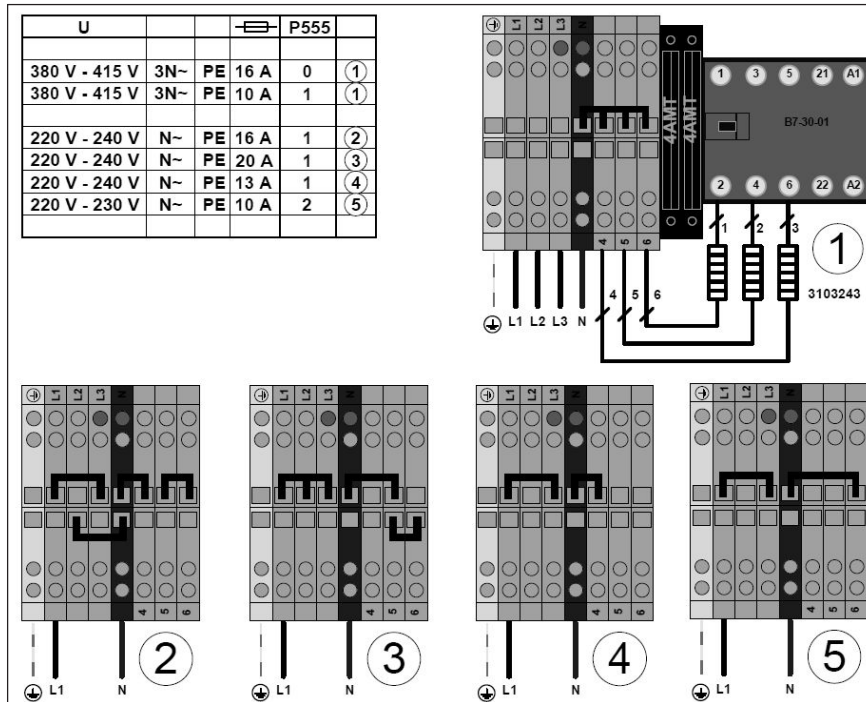 U P555
380 V - 415 V 3N~ PE 16 A 0 1
380 V - 415 V 3N~ PE 10 A 1 1
220 V - 240 V N~ PE 16 A 1 2
220 V - 240 V N~ PE 20 A 1 3
220 V - 240 V N~ PE 13 A 1 4
220 V - 230 V N~ PE 10 A 2 5
L1 L2 L3 N
4AMT 4AMT
1 3 5 21 A1
B7-30-01
2 4 6 22 A2
4 5 6
1 2 3
1
4 5 6
3103243
L1 L2 L3 N
L1 L2 L3 N
4 5 6
2
L1 N
L1 L2 L3 N
4 5 6
3
L1 N
L1 L2 L3 N
4 5 6
4
L1 N
L1 L2 L3 N
4 5 6
5
L1 N